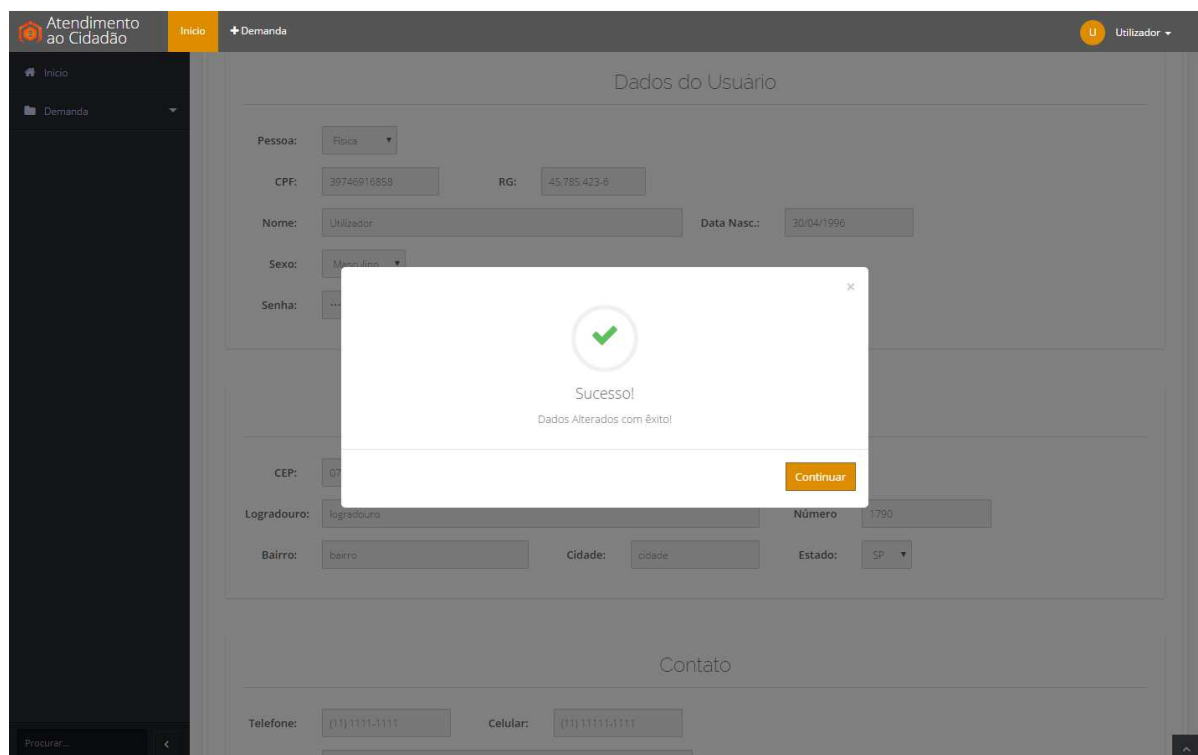 Atendimento
ao Cidadão
Inicio
+Demanda
U
Utilizador
Inicio
Demanda
Dados do Usuário
Pessoa: Física
CPF: 39746916858 RG: 45.785.423-6
Nome: Utilizador Data Nasc.: 30/04/1996
Sexo: Masculino
Senha:
×
Sucesso!
Dados Alterados com êxito!
Continuar
CEP: 07
Logradouro: logradouro Número 1790
Bairro: bairro Cidade: cidade Estado: SP
Contato
Telefone: (11) 1111-1111 Celular: (11) 11111-1111
Procurar...